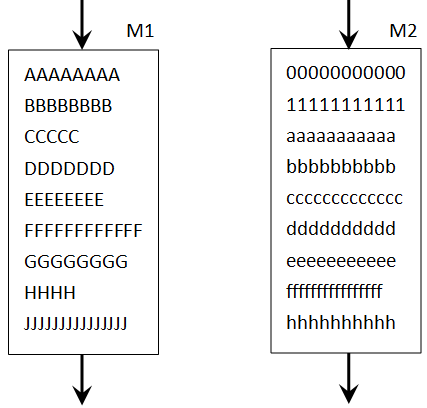 M1
AAAAAAAA
BBBBBBBB
CCCCC
DDDDDDD
EEEEEEEE
FFFFFFFFFFFF
GGGGGGGG
HHHH
JJJJJJJJJJJJJJJ
M2
00000000000
11111111111
aaaaaaaaaaa
bbbbbbbbbb
ccccccccccccc
dddddddddd
eeeeeeeeeee
ffffffffffffffff
hhhhhhhhhh